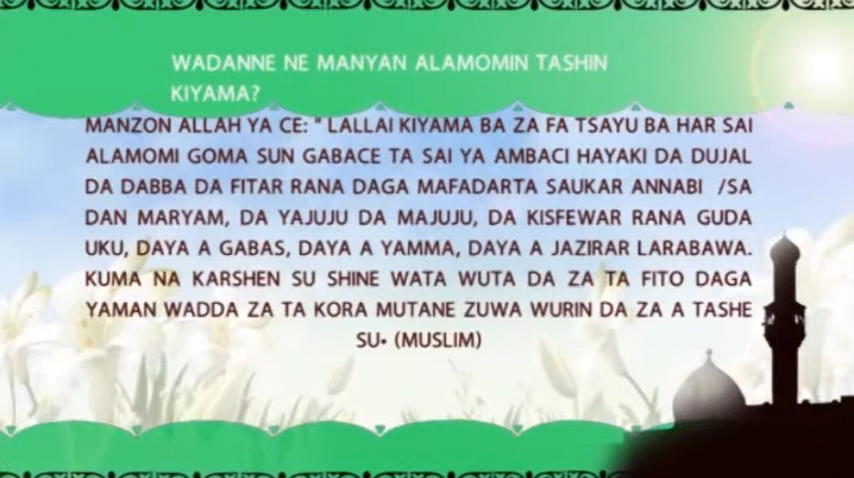 WADANNE NE MANYAN ALAMOMIN TASHIN
KIYAMA?
MANZON ALLAH YA CE: " LALLAI KIYAMA BA ZA FA TSAYU BA HAR SAI
ALAMOMI GOMA SUN GABACE TA SAI YA AMBACI HAYAKI DA DUJAL
DA DABBA DA FITAR RANA DAGA MAFADARTA SAUKAR ANNABI /SA
DAN MARYAM, DA YAJUJU DA MAJUJU, DA KISFEWAR RANA GUDA
UKU, DAYA A GABAS, DAYA A YAMMA, DAYA A JAZIRAR LARABAWA.
KUMA NA KARSHEN SU SHINE WATA WUTA DA ZA TA FITO DAGA
YAMAN WADDA ZA TA KORA MUTANE ZUWA WURIN DA ZA A TASHE
SU• (MUSLIM)